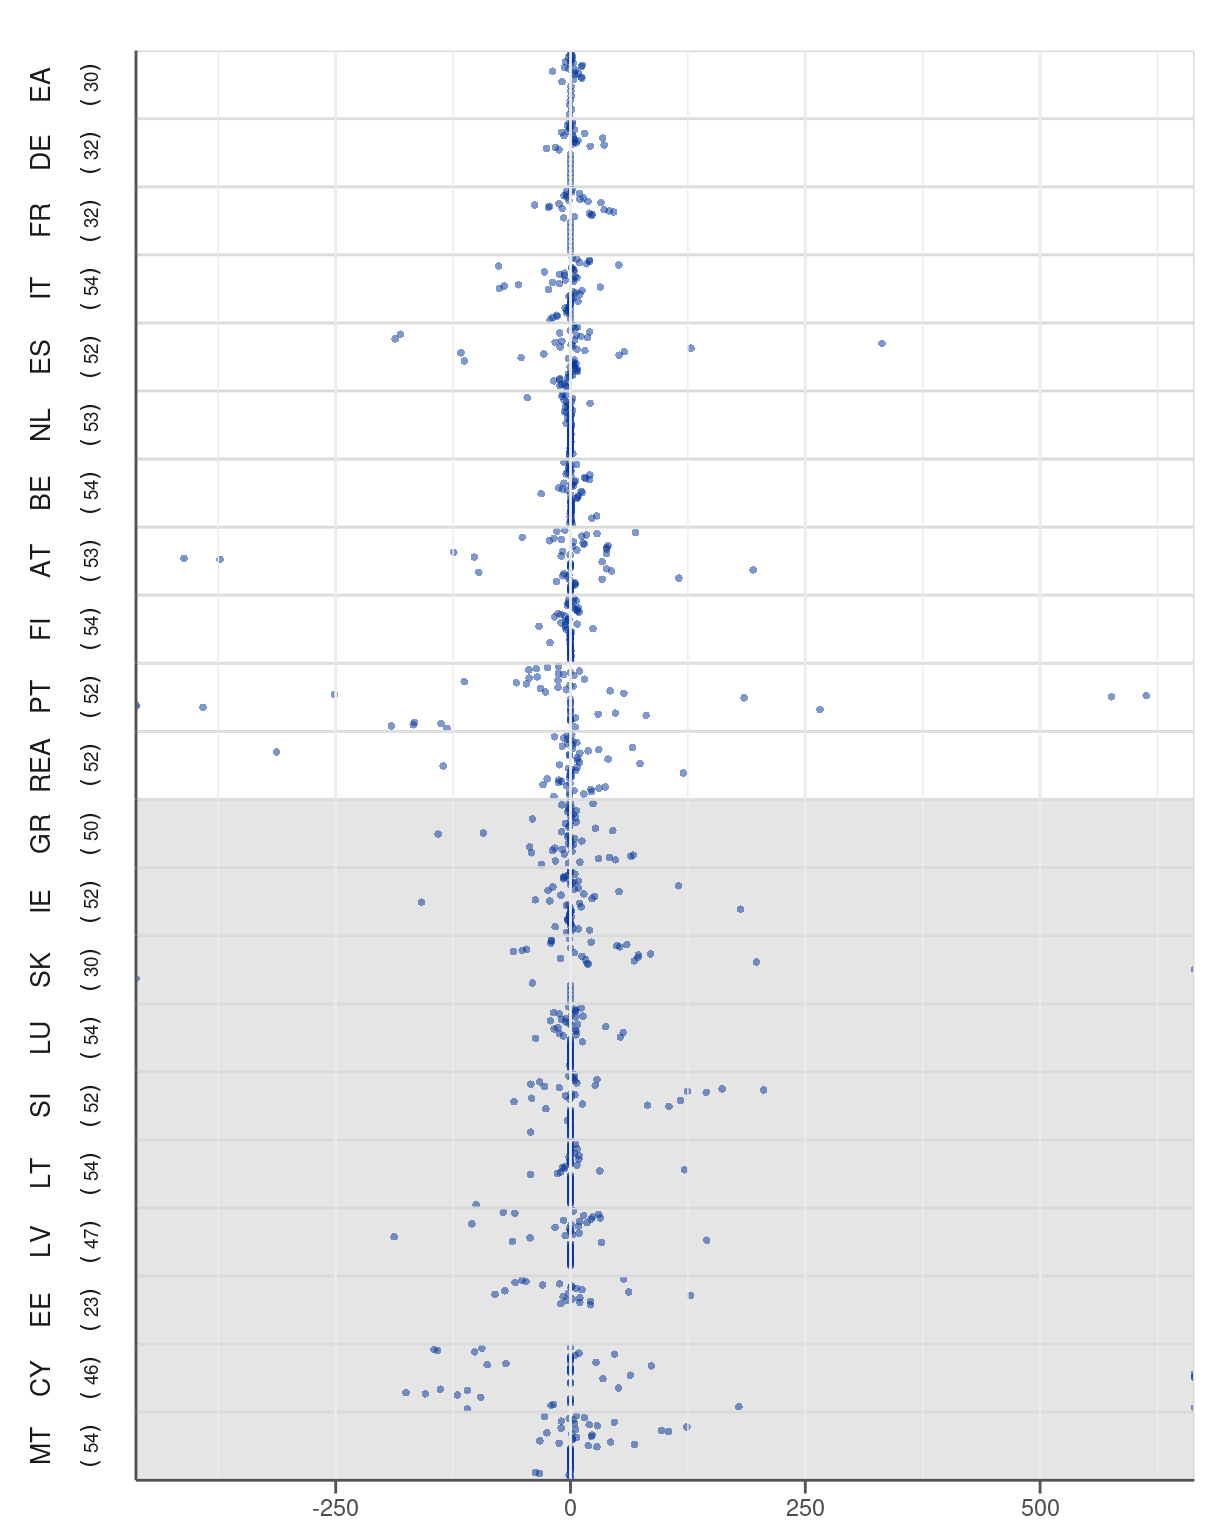 EA ( 30)
DE ( 32)
FR ( 32)
IT ( 54)
ES ( 52)
NL ( 53)
BE ( 54)
AT ( 53)
FI ( 54)
PT ( 52)
REA ( 52)
GR ( 50)
IE ( 52)
SK ( 30)
LU ( 54)
SI ( 52)
LT ( 54)
LV ( 47)
EE ( 23)
CY ( 46)
MT ( 54)
-250 0 250 500